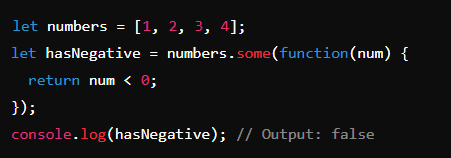 let numbers = [1, 2, 3, 4];
let hasNegative = numbers.some(function(num) {
  return num < 0;
});
console.log(hasNegative); // Output: false